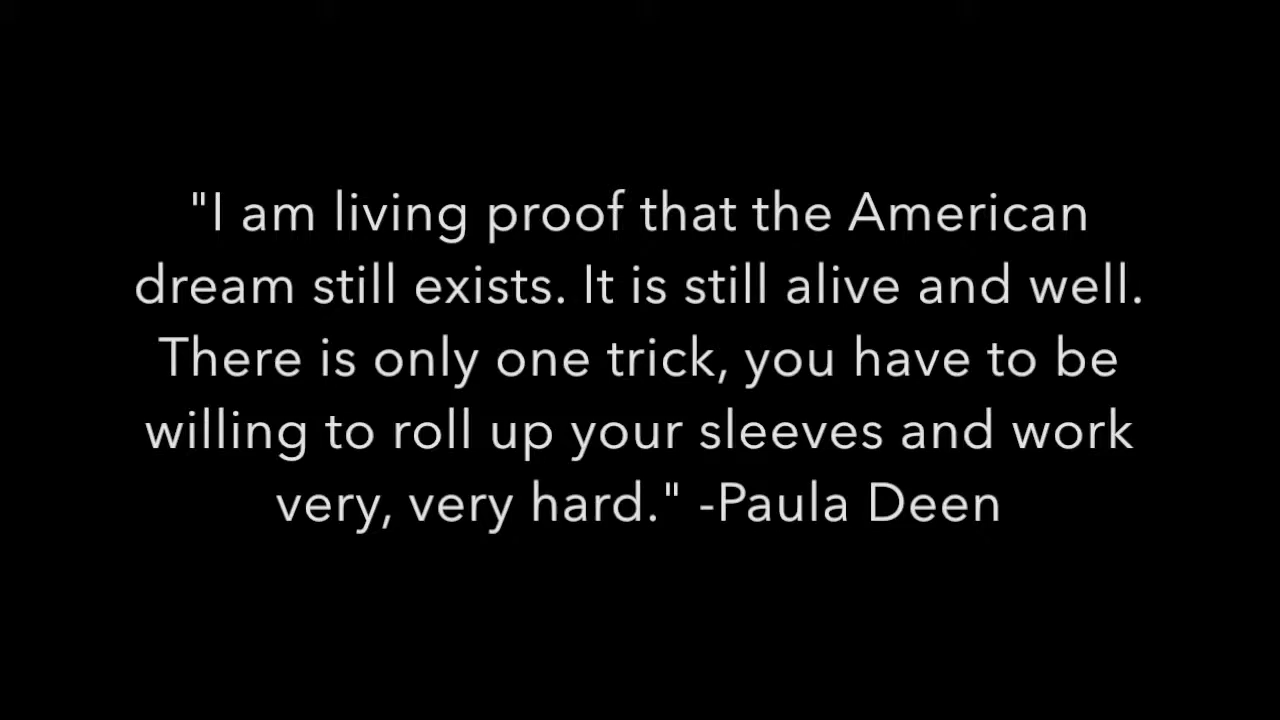 "I am living proof that the American
dream still exists. It is still alive and well.
There is only one trick, you have to be
willing to roll up your sleeves and work
very, very hard." -Paula Deen